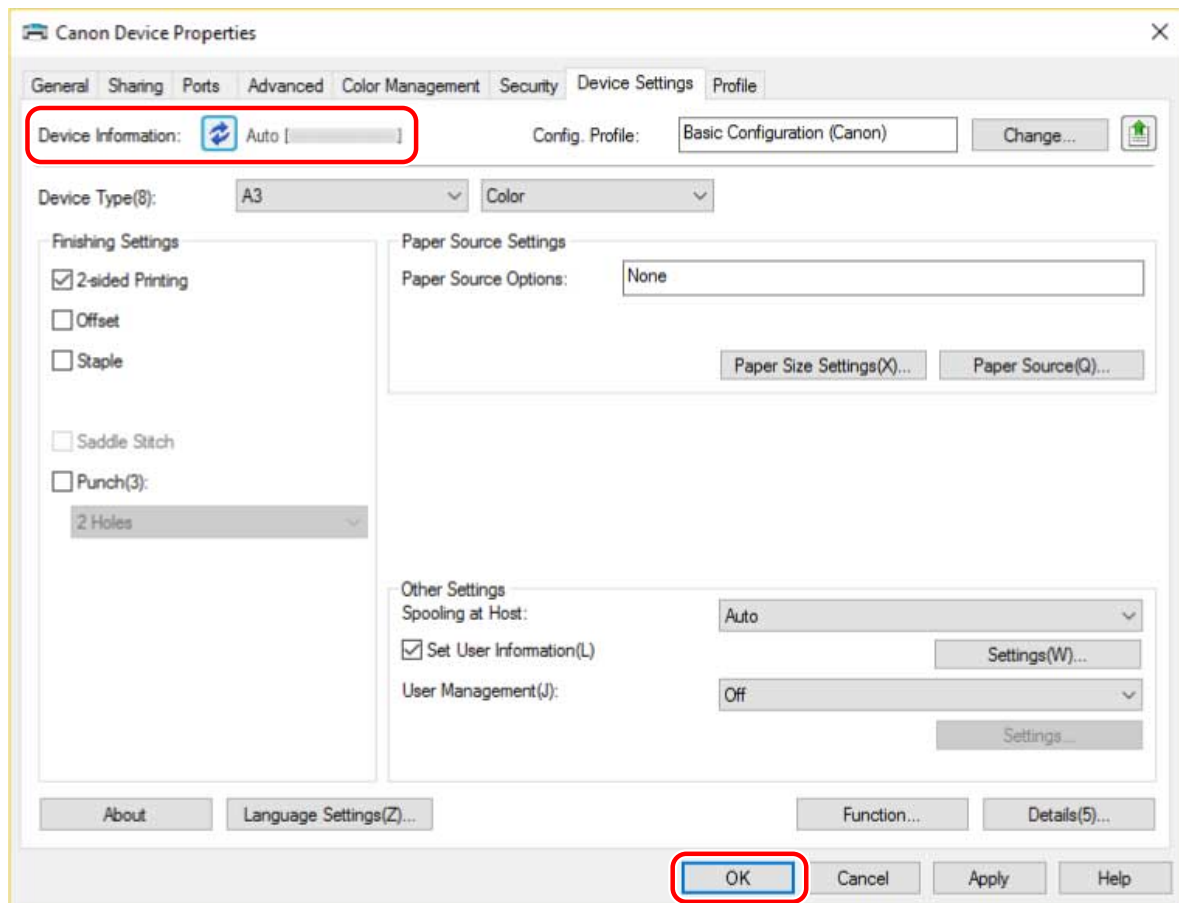 Canon Device Properties
General Sharing Ports Advanced Color Management Security Device Settings Profile
Device Information: Auto [ ] Config. Profile: Basic Configuration (Canon) Change...
Device Type(8): A3 Color
Finishing Settings
2-sided Printing
Offset
Staple
Saddle Stitch
Punch(3):
2 Holes
Paper Source Settings
Paper Source Options: None
Paper Size Settings(X)... Paper Source(Q)...
Other Settings
Spooling at Host: Auto
Set User Information(L) Settings(W)...
User Management(J): Off
Settings...
About Language Settings(Z)... Function... Details(5)...
OK Cancel Apply Help